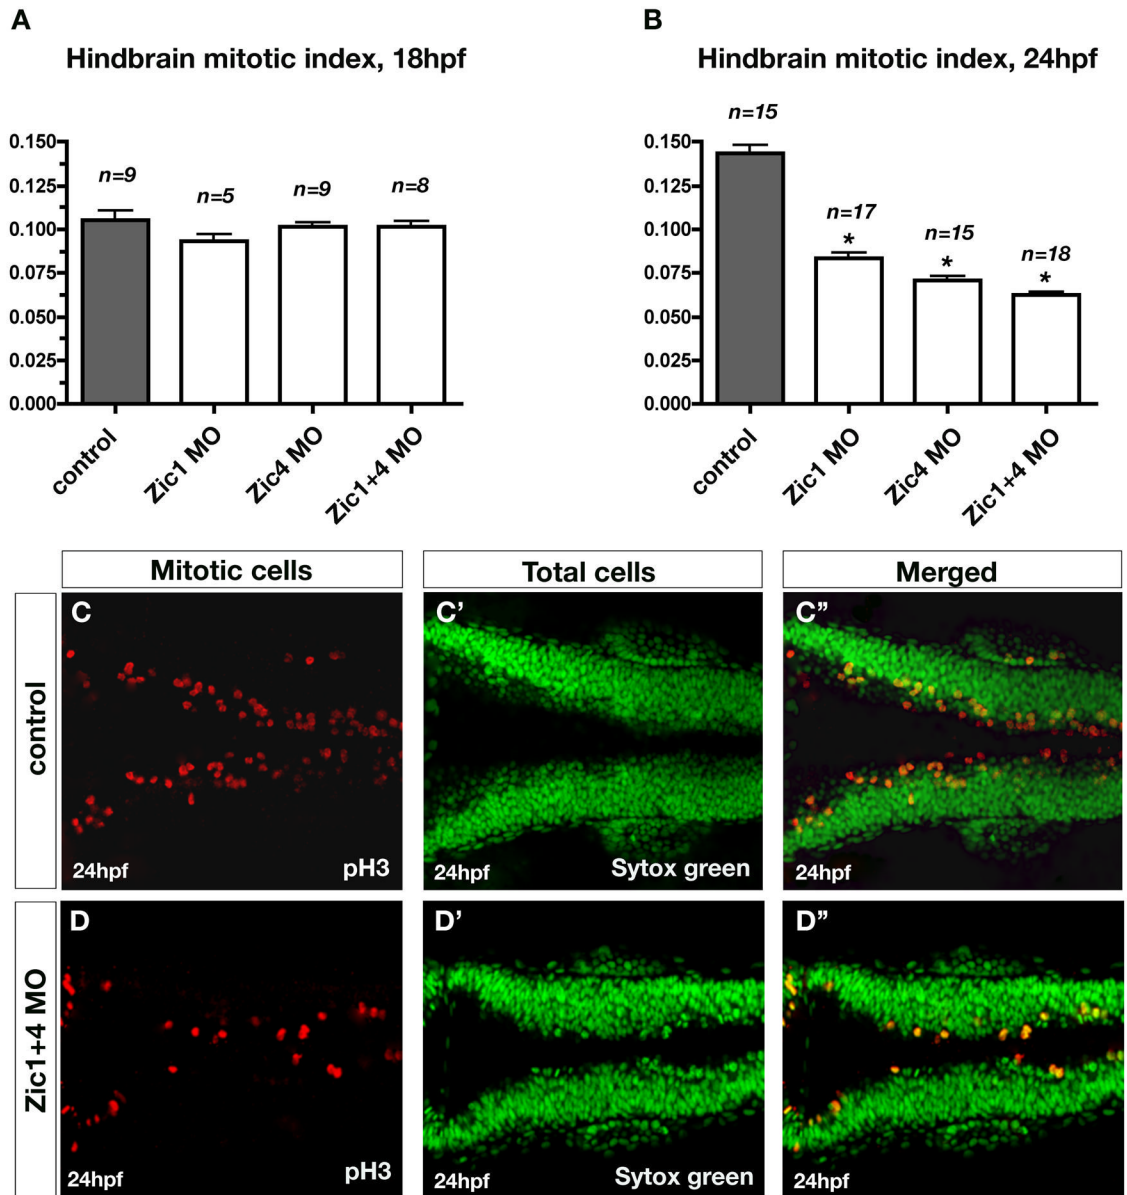 A
B
Hindbrain mitotic index, 18hpf
Hindbrain mitotic index, 24hpf
0.150
0.125
0.100
0.075
0.050
0.025
0.000
n=9
n=5
n=9
n=8
control
Zic1 MO
Zic4 MO
Zic1+4 MO
0.150
0.125
0.100
0.075
0.050
0.025
0.000
n=15
n=17
*
n=15
*
n=18
*
control
Zic1 MO
Zic4 MO
Zic1+4 MO
Mitotic cells
Total cells
Merged
control
C
24hpf
pH3
C’
24hpf
Sytox green
C”
24hpf
Zic1+4 MO
D
24hpf
pH3
D’
24hpf
Sytox green
D”
24hpf